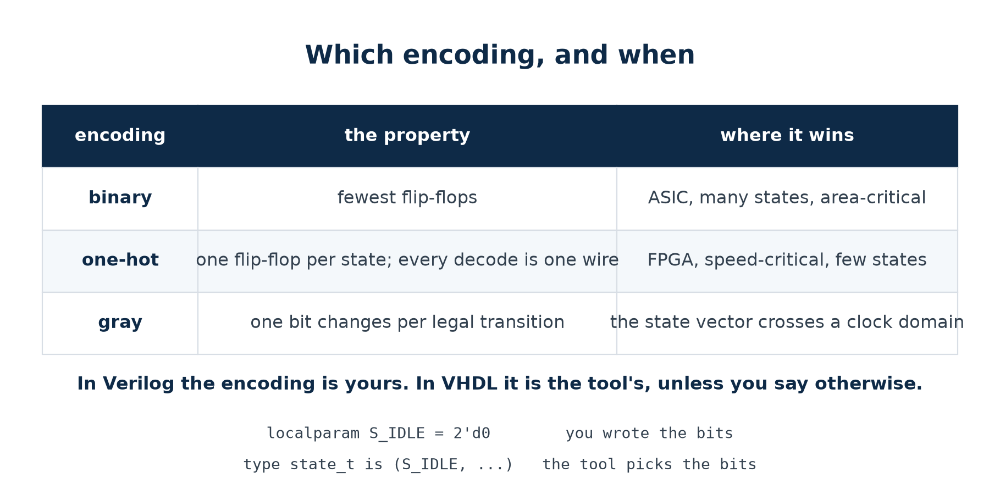 Which encoding, and when
encoding the property where it wins
binary fewest flip-flops ASIC, many states, area-critical
one-hot one flip-flop per state; every decode is one wire FPGA, speed-critical, few states
gray one bit changes per legal transition the state vector crosses a clock domain
In Verilog the encoding is yours. In VHDL it is the tool's, unless you say otherwise.
localparam S_IDLE = 2'd0 you wrote the bits
type state_t is (S_IDLE, ...) the tool picks the bits